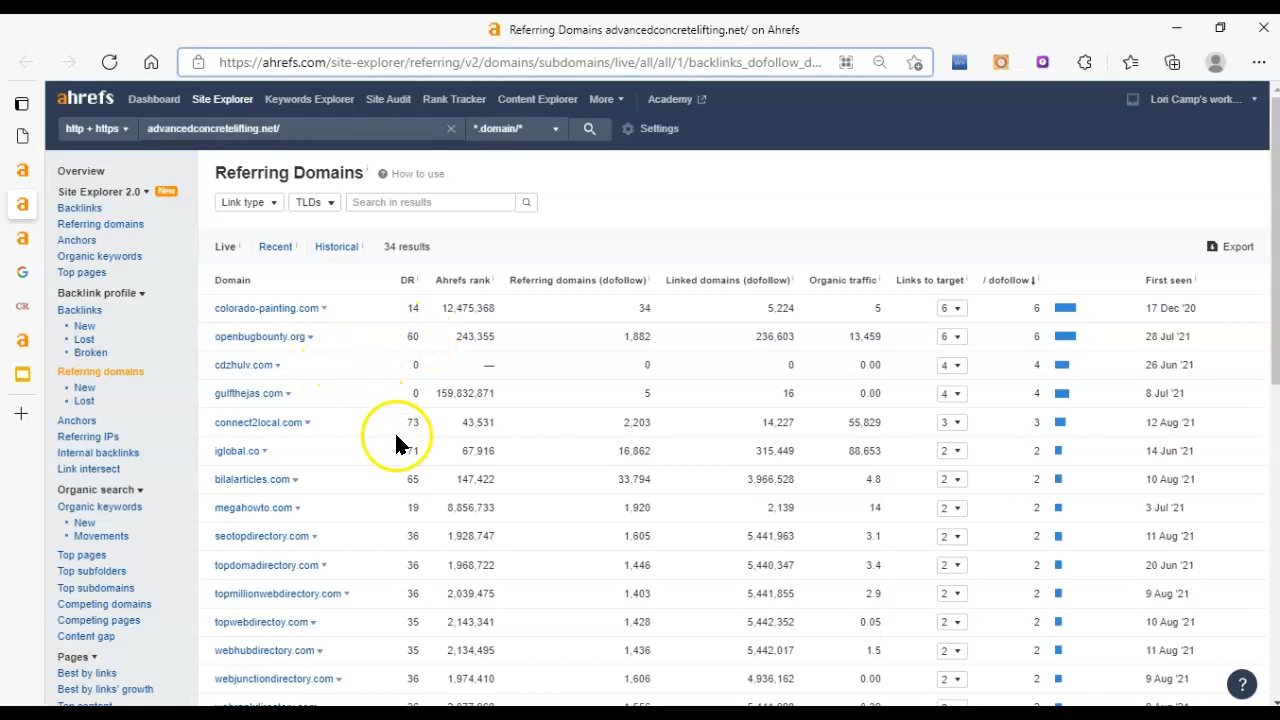 Referring Domains advancedconcretelifting.net/ on Ahrefs
https://ahrefs.com/site-explorer/referring/v2/domains/subdomains/live/all/all/1/backlinks_dofollow_d...
ahrefs Dashboard Site Explorer Keywords Explorer Site Audit Rank Tracker Content Explorer More Academy Lori Camp's work...
http + https advancedconcretelifting.net/ *.domain/* Settings
Overview
Site Explorer 2.0 New
Backlinks
Referring domains
Anchors
Organic keywords
Top pages
Backlink profile
Backlinks
• New
• Lost
• Broken
Referring domains
• New
• Lost
Anchors
Referring IPs
Internal backlinks
Link intersect
Organic search
Organic keywords
• New
• Movements
Top pages
Top subfolders
Top subdomains
Competing domains
Competing pages
Content gap
Pages
Best by links
Best by links' growth
Referring Domains How to use
Link type TLDs Search in results
Live Recent Historical 34 results Export
Domain DR Ahrefs rank Referring domains (dofollow) Linked domains (dofollow) Organic traffic Links to target / dofollow First seen
colorado-painting.com 14 12,475,368 34 5,224 5 6 6 17 Dec '20
openbugbounty.org 60 243,355 1,882 236,603 13,459 6 6 28 Jul '21
cdzhulv.com 0 — 0 0 0.00 4 4 26 Jun '21
gulfthejas.com 0 159,832,871 5 16 0.00 4 4 8 Jul '21
connect2local.com 73 43,531 2,203 14,227 55,829 3 3 12 Aug '21
iglobal.co 71 67,916 16,862 315,449 88,653 2 2 14 Jun '21
bilalarticles.com 65 147,422 33,794 3,966,528 4.8 2 2 10 Aug '21
megahowto.com 19 8,856,733 1,920 2,139 14 2 2 3 Jul '21
seotopdirectory.com 36 1,928,747 1,605 5,441,963 3.1 2 2 11 Aug '21
topdomadirectory.com 36 1,968,722 1,446 5,440,347 3.4 2 2 20 Jun '21
topmillionwebdirectory.com 36 2,039,475 1,403 5,441,855 2.9 2 2 9 Aug '21
topwebdirectoy.com 35 2,143,341 1,428 5,442,352 0.05 2 2 10 Aug '21
webhubdirectory.com 35 2,134,495 1,436 5,442,017 1.5 2 2 11 Aug '21
webjunctiondirectory.com 36 1,974,410 1,606 4,936,162 0.00 2 2 9 Aug '21